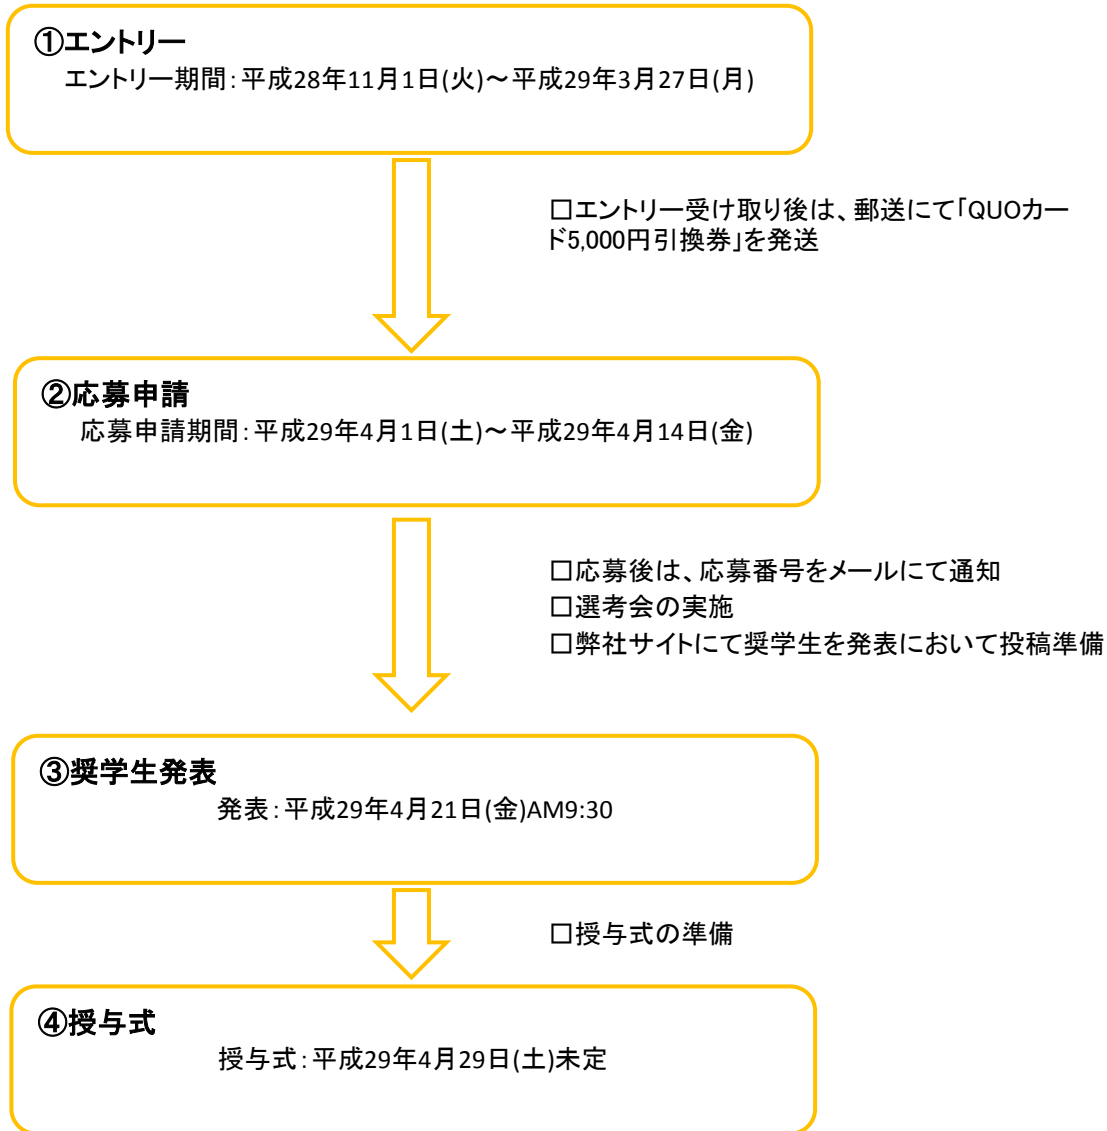 ①エントリー
エントリー期間：平成28年11月1日(火)～平成29年3月27日(月)
□エントリー受け取り後は、郵送にて「QUOカー
ド5,000円引換券」を発送
②応募申請
応募申請期間：平成29年4月1日(土)～平成29年4月14日(金)
□応募後は、応募番号をメールにて通知
□選考会の実施
□弊社サイトにて奨学生を発表において投稿準備
③奨学生発表
発表：平成29年4月21日(金)AM9:30
□授与式の準備
④授与式
授与式：平成29年4月29日(土)未定